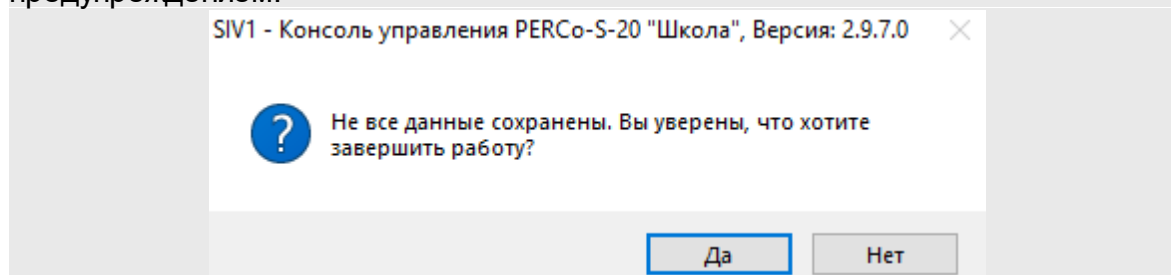 предупреждением:
SIV1 - Консоль управления PERCo-S-20 "Школа", Версия: 2.9.7.0
Не все данные сохранены. Вы уверены, что хотите
завершить работу?
Да Нет